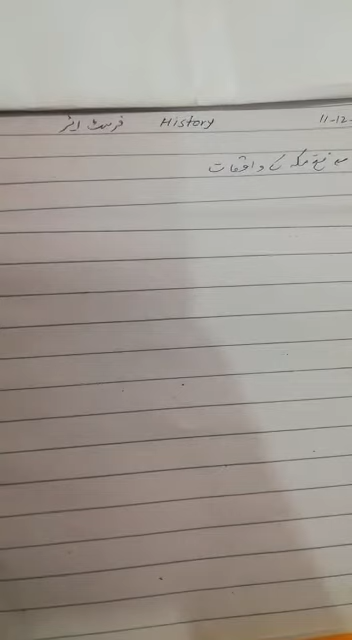 فرسٹ ایئر History 11-12-
فتح مکہ کے واقعات